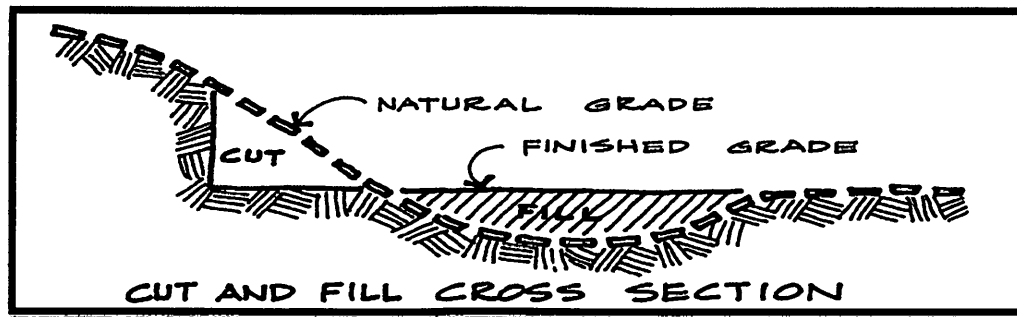 NATURAL GRADE
CUT
FINISHED GRADE
FILL
CUT AND FILL CROSS SECTION